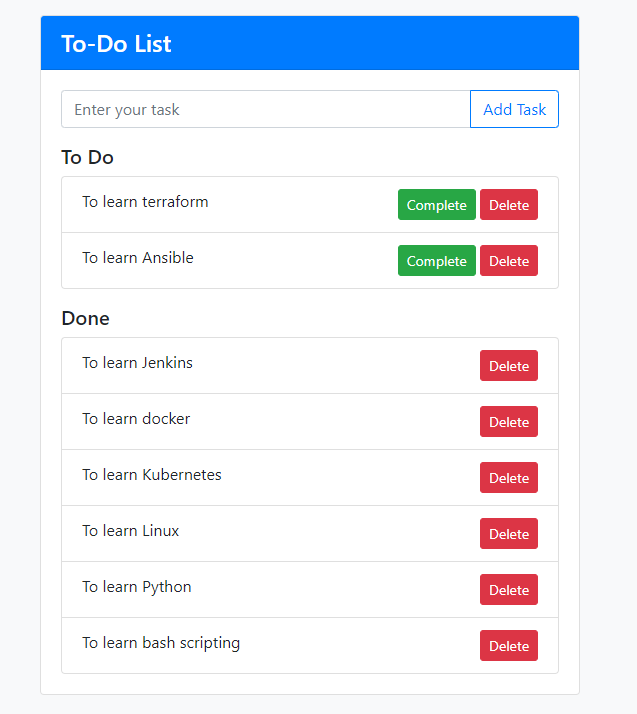 To-Do List
Enter your task Add Task
To Do
To learn terraform Complete Delete
To learn Ansible Complete Delete
Done
To learn Jenkins Delete
To learn docker Delete
To learn Kubernetes Delete
To learn Linux Delete
To learn Python Delete
To learn bash scripting Delete